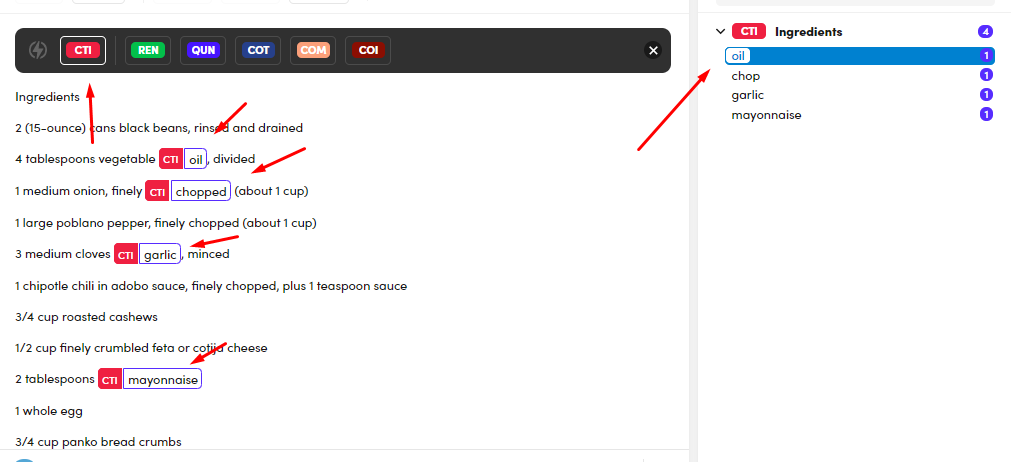 CTI REN QUN COT COM COI
Ingredients
2 (15-ounce) cans black beans, rinsed and drained
4 tablespoons vegetable CTI oil, divided
1 medium onion, finely CTI chopped (about 1 cup)
1 large poblano pepper, finely chopped (about 1 cup)
3 medium cloves CTI garlic, minced
1 chipotle chili in adobo sauce, finely chopped, plus 1 teaspoon sauce
3/4 cup roasted cashews
1/2 cup finely crumbled feta or cotija cheese
2 tablespoons CTI mayonnaise
1 whole egg
3/4 cup panko bread crumbs
CTI Ingredients 4
oil 1
chop 1
garlic 1
mayonnaise 1